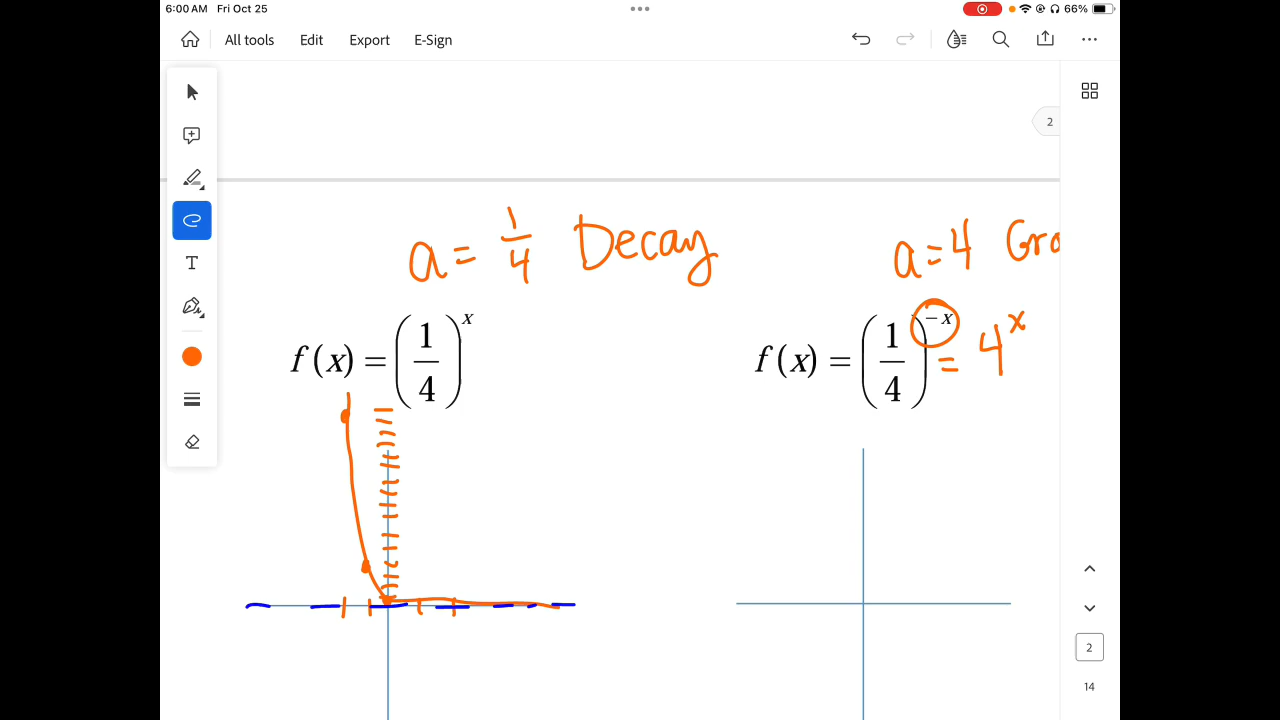 6:00 AM Fri Oct 25
66%
All tools Edit Export E-Sign
2
a = 1/4 Decay
a = 4 Gro
f(x) = (1/4)^x
f(x) = (1/4)^{-x} = 4^x
T
2
14